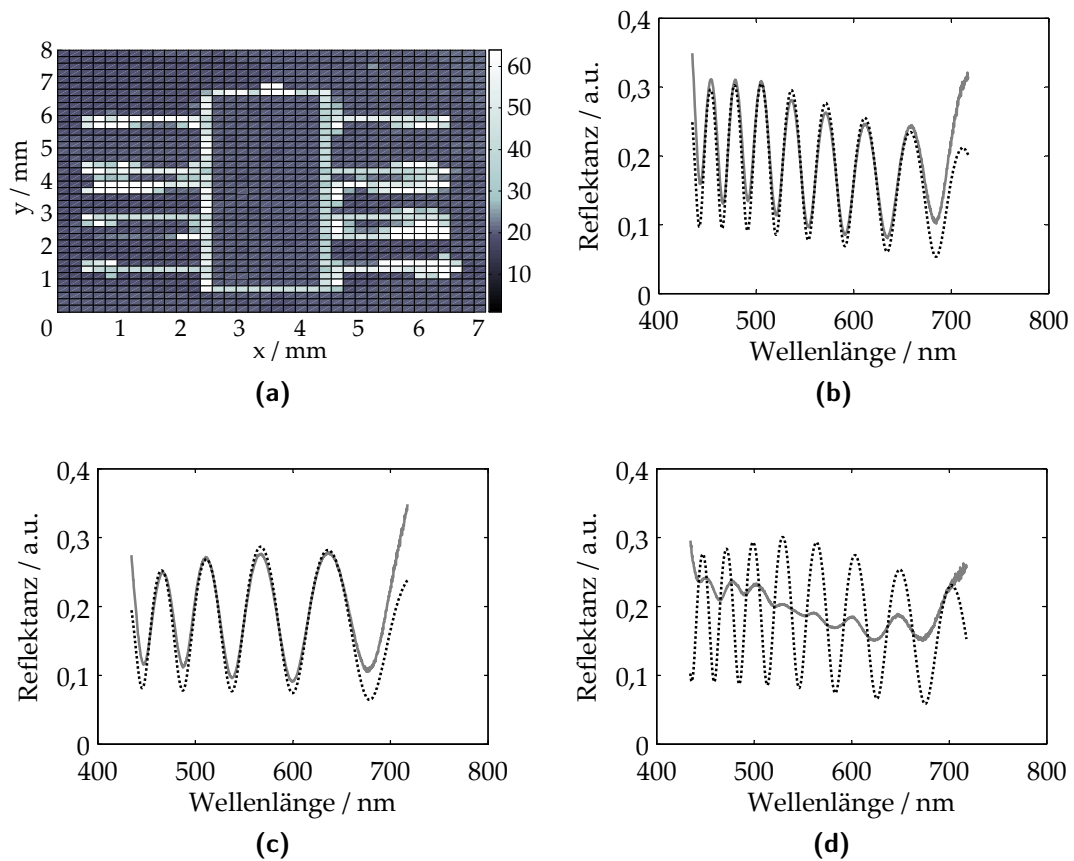 8
7
6
5
4
3
2
1
0
1 2 3 4 5 6 7
y / mm
x / mm
60
50
40
30
20
10
(a)
0,4
0,3
0,2
0,1
0
400 500 600 700 800
Reflektanz / a.u.
Wellenlänge / nm
(b)
0,4
0,3
0,2
0,1
0
400 500 600 700 800
Reflektanz / a.u.
Wellenlänge / nm
(c)
0,4
0,3
0,2
0,1
0
400 500 600 700 800
Reflektanz / a.u.
Wellenlänge / nm
(d)